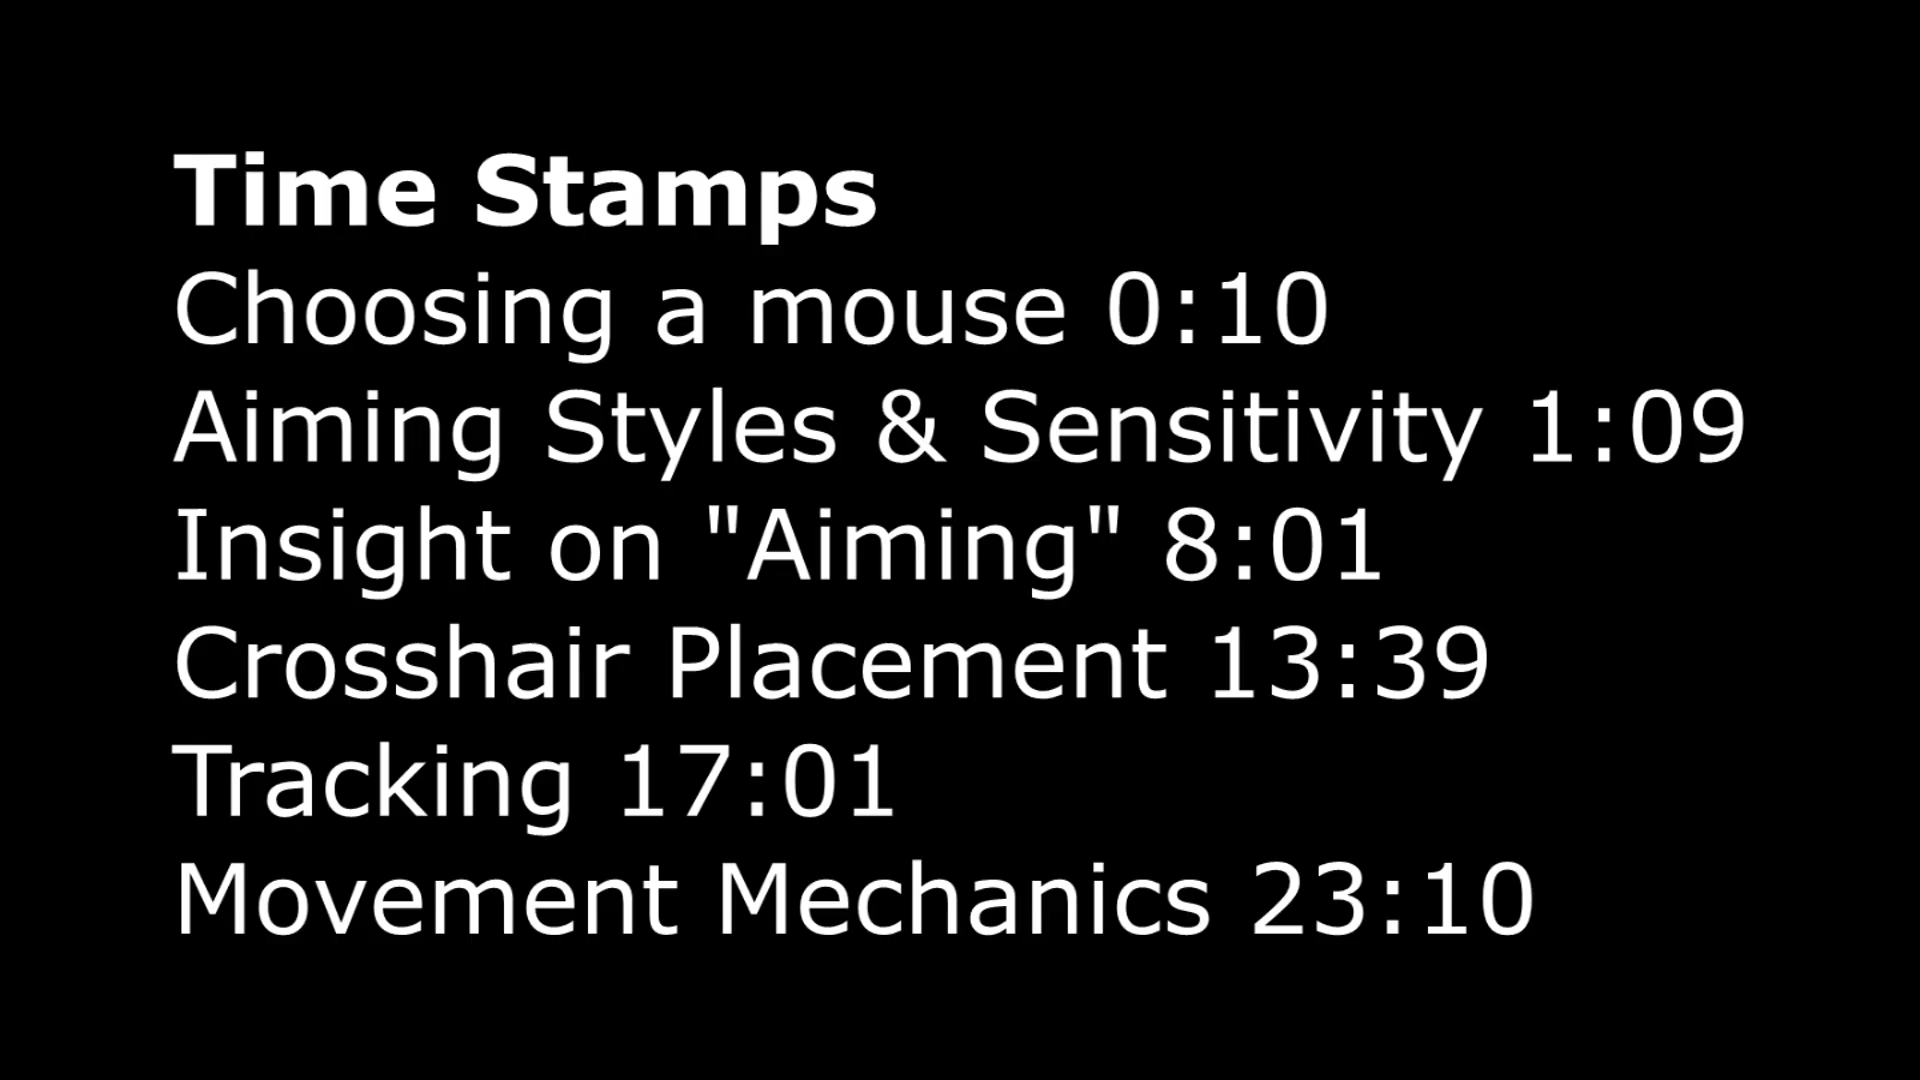 Time Stamps
Choosing a mouse 0:10
Aiming Styles & Sensitivity 1:09
Insight on "Aiming" 8:01
Crosshair Placement 13:39
Tracking 17:01
Movement Mechanics 23:10